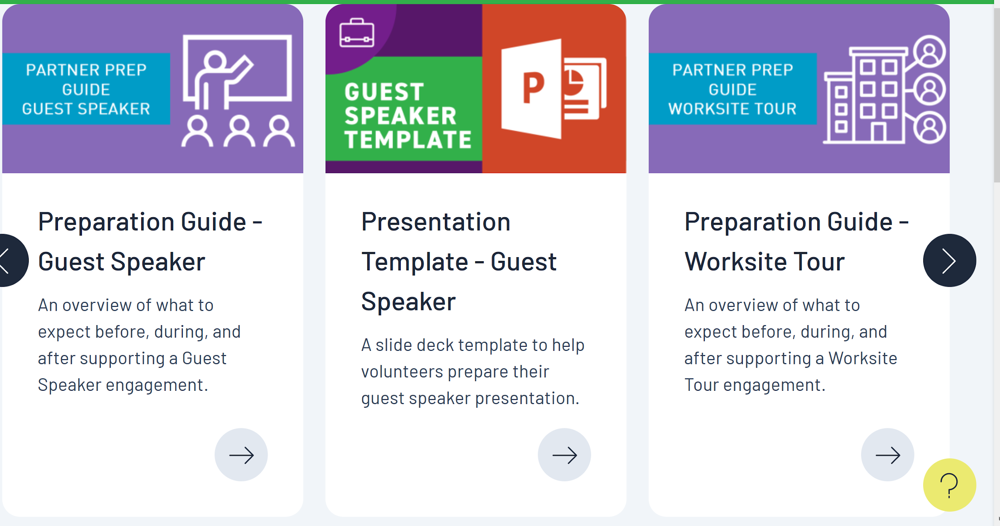 PARTNER PREP
GUIDE
GUEST SPEAKER
Preparation Guide -
Guest Speaker
An overview of what to
expect before, during, and
after supporting a Guest
Speaker engagement.
GUEST
SPEAKER
TEMPLATE
P
Presentation
Template - Guest
Speaker
A slide deck template to help
volunteers prepare their
guest speaker presentation.
PARTNER PREP
GUIDE
WORKSITE TOUR
Preparation Guide -
Worksite Tour
An overview of what to
expect before, during, and
after supporting a Worksite
Tour engagement.
?